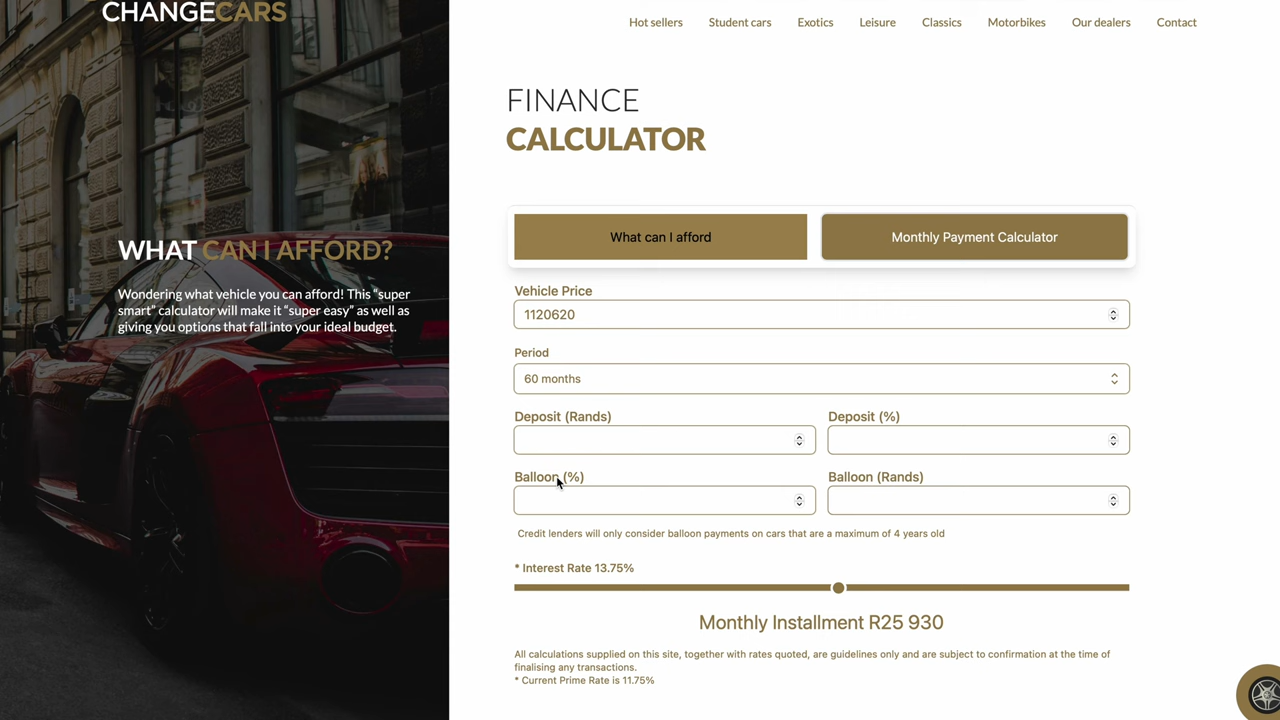 CHANGECARS
Hot sellers Student cars Exotics Leisure Classics Motorbikes Our dealers Contact
WHAT CAN I AFFORD?
Wondering what vehicle you can afford! This “super
smart” calculator will make it “super easy” as well as
giving you options that fall into your ideal budget.
FINANCE
CALCULATOR
What can I afford Monthly Payment Calculator
Vehicle Price
1120620
Period
60 months
Deposit (Rands) Deposit (%)
Balloon (%) Balloon (Rands)
Credit lenders will only consider balloon payments on cars that are a maximum of 4 years old
* Interest Rate 13.75%
Monthly Installment R25 930
All calculations supplied on this site, together with rates quoted, are guidelines only and are subject to confirmation at the time of
finalising any transactions.
* Current Prime Rate is 11.75%